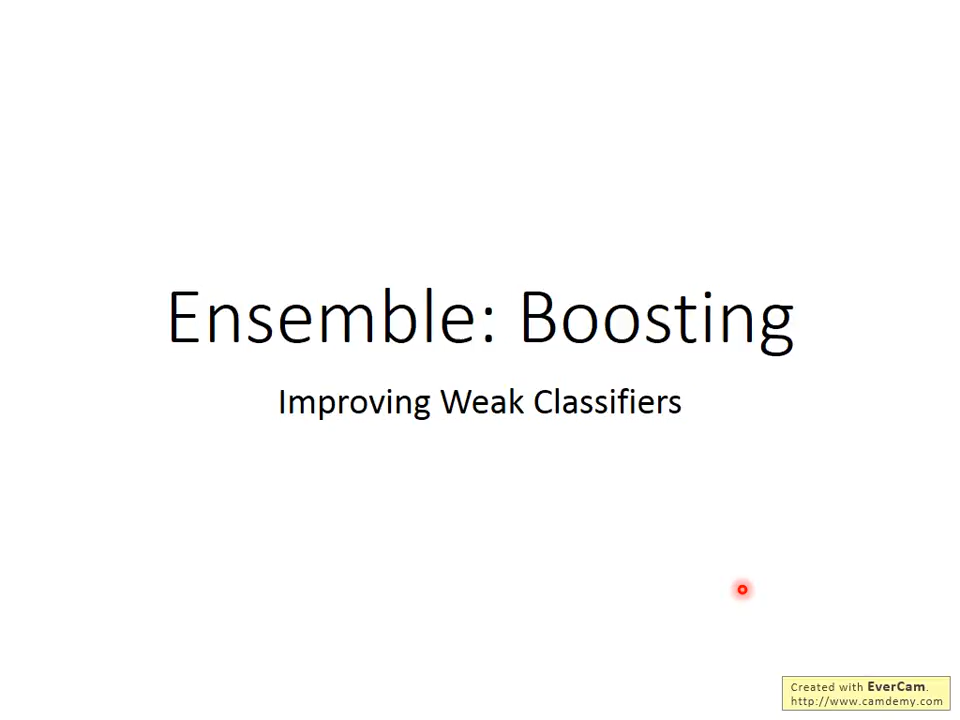 Ensemble: Boosting
Improving Weak Classifiers
Created with EverCam.
http://www.camdemy.com